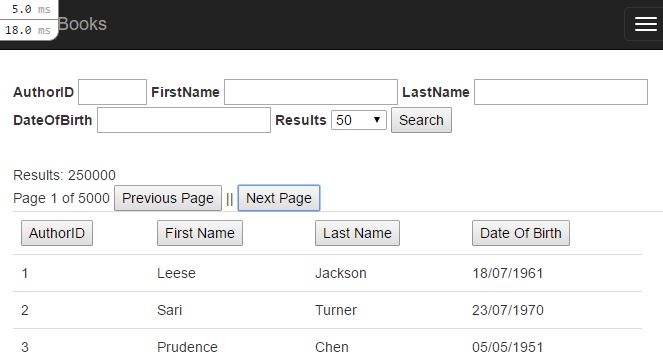 5.0 ms
18.0 ms
Books
AuthorID FirstName LastName
DateOfBirth Results 50 Search
Results: 250000
Page 1 of 5000 Previous Page || Next Page
AuthorID First Name Last Name Date Of Birth
1 Leese Jackson 18/07/1961
2 Sari Turner 23/07/1970
3 Prudence Chen 05/05/1951